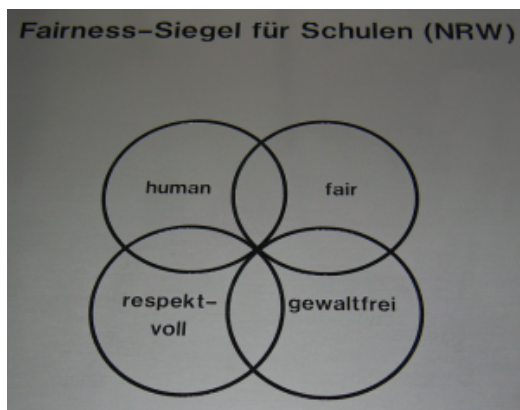 Fairness-Siegel für Schulen (NRW)
human
fair
respekt-
voll
gewaltfrei